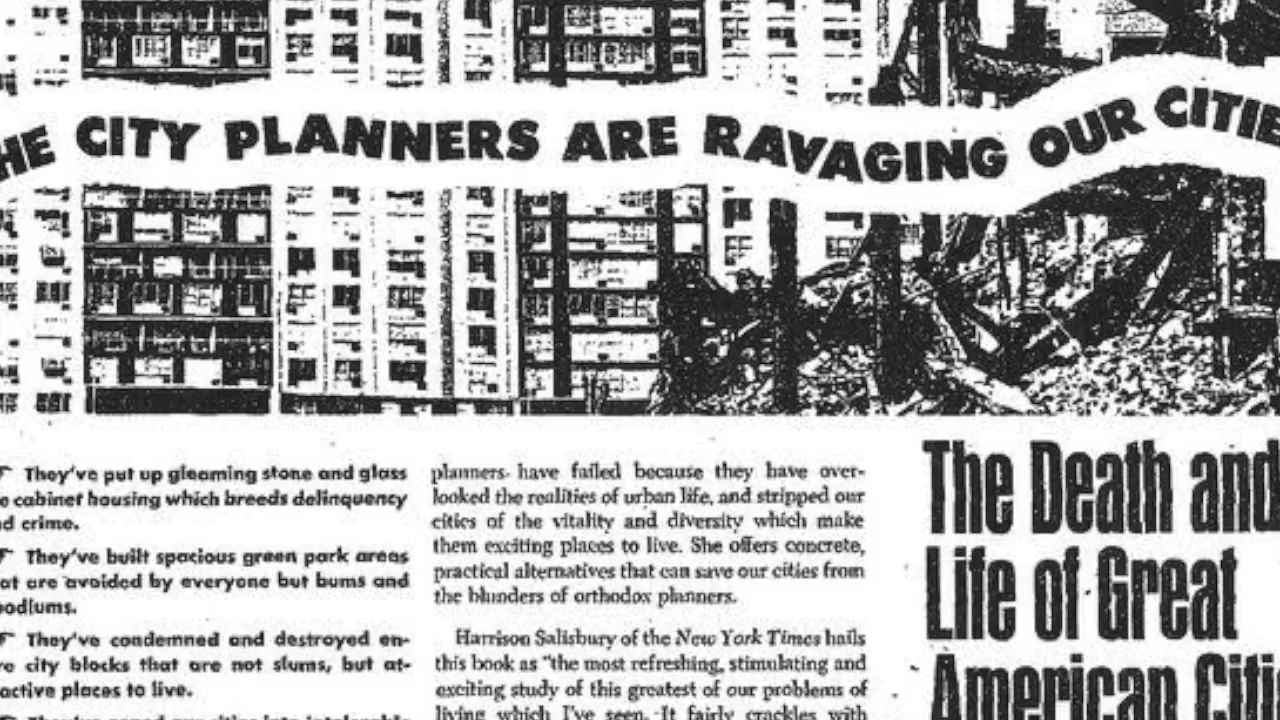 HE CITY PLANNERS ARE RAVAGING OUR CITIE
They've put up gleaming stone and glass
e cabinet housing which breeds delinquency
d crime.
They've built spacious green park areas
at are avoided by everyone but bums and
oodlums.
They've condemned and destroyed en-
re city blocks that are not slums, but at-
active places to live.
planners have failed because they have over-
looked the realities of urban life, and stripped our
cities of the vitality and diversity which make
them exciting places to live. She offers concrete,
practical alternatives that can save our cities from
the blunders of orthodox planners.
Harrison Salisbury of the New York Times hails
this book as "the most refreshing, stimulating and
exciting study of this greatest of our problems of
living which I've seen. It fairly crackles with
The Death and
Life of Great
American Citi